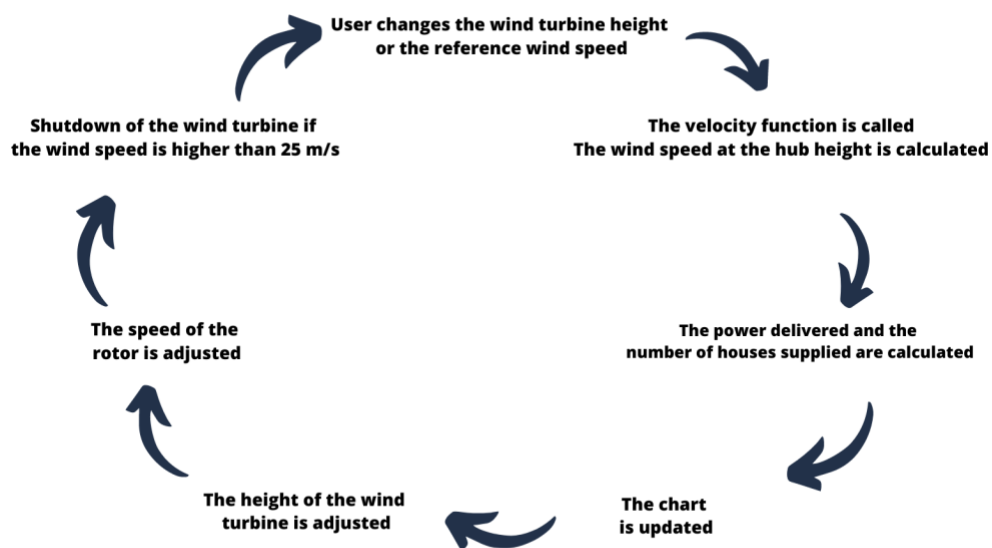 User changes the wind turbine height
or the reference wind speed
The velocity function is called
The wind speed at the hub height is calculated
The power delivered and the
number of houses supplied are calculated
The chart
is updated
The height of the wind
turbine is adjusted
The speed of the
rotor is adjusted
Shutdown of the wind turbine if
the wind speed is higher than 25 m/s